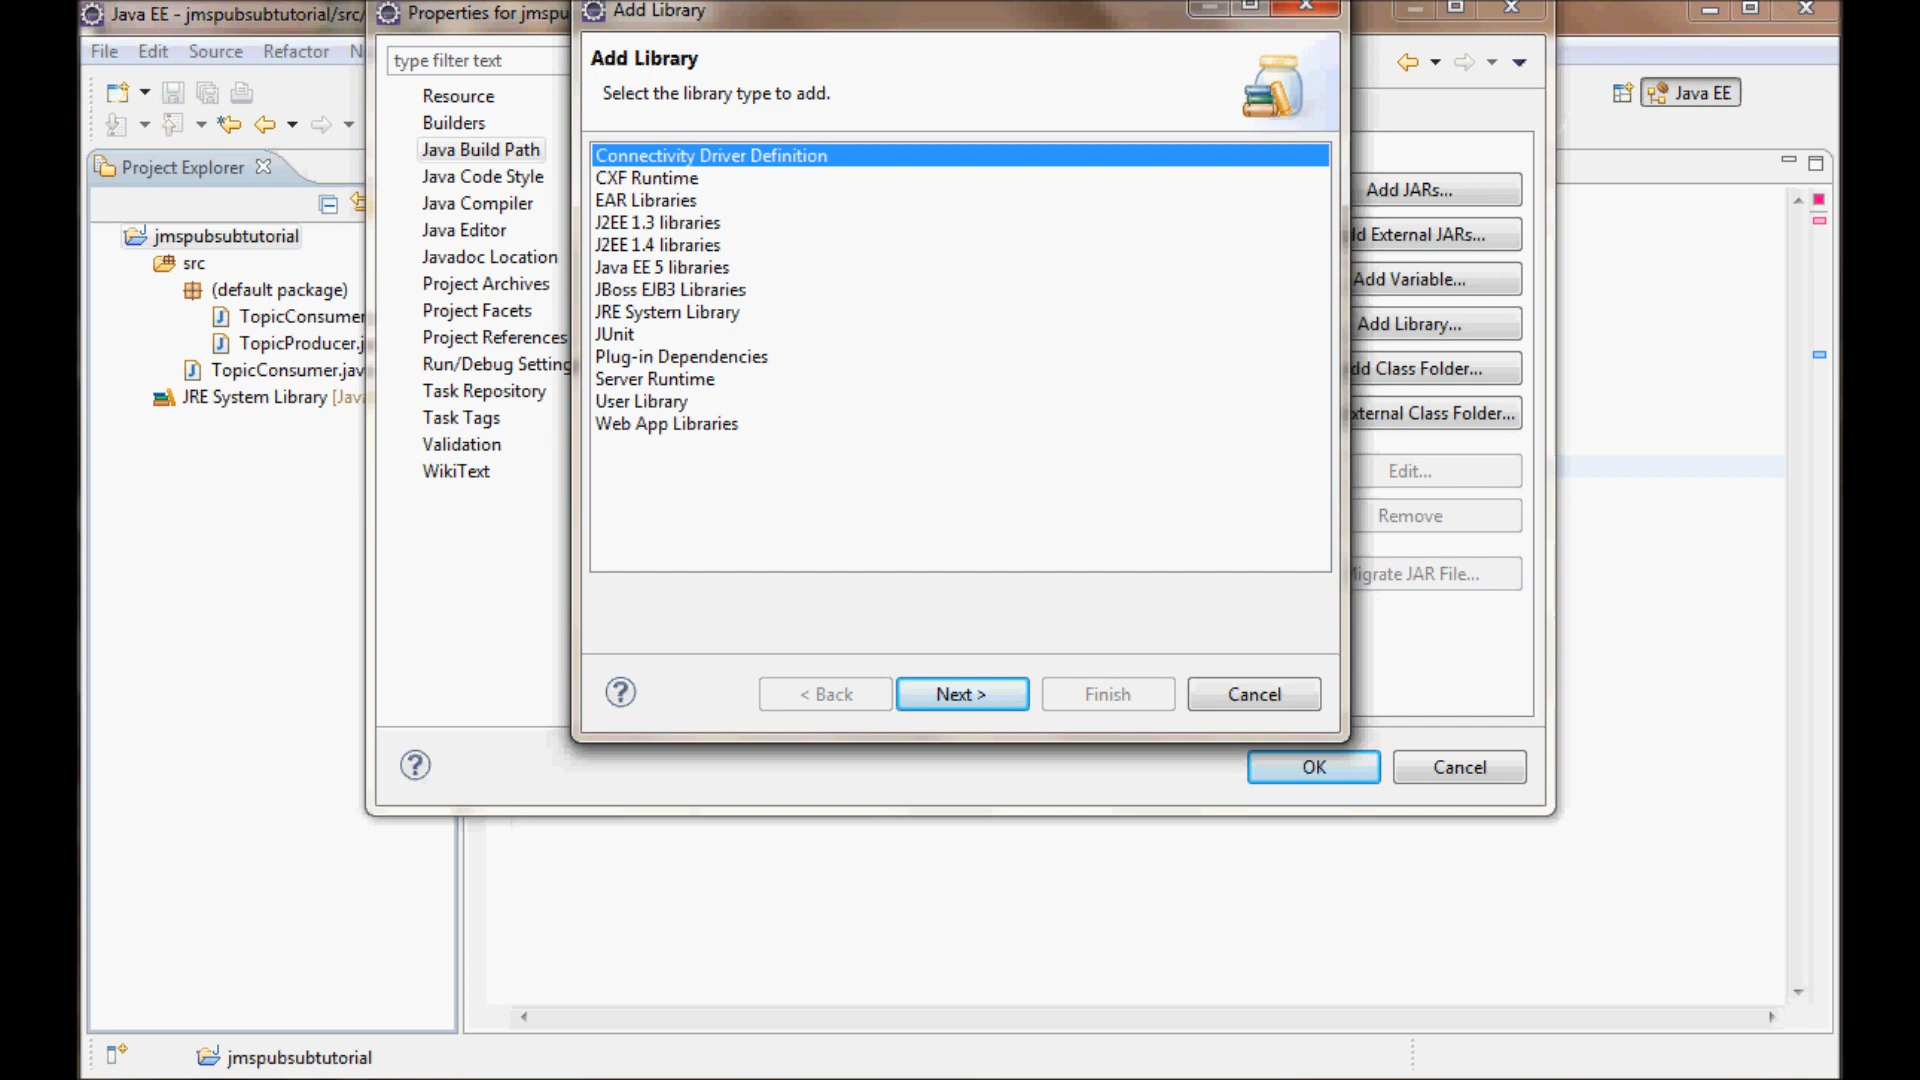 Java EE - jmspubsubtutorial/src/
Properties for jmspu
Add Library
File Edit Source Refactor N
type filter text
Java EE
Project Explorer
jmspubsubtutorial
src
(default package)
TopicConsumer
TopicProducer.j
TopicConsumer.jav
JRE System Library [Java
Resource
Builders
Java Build Path
Java Code Style
Java Compiler
Java Editor
Javadoc Location
Project Archives
Project Facets
Project References
Run/Debug Setting
Task Repository
Task Tags
Validation
WikiText
Add Library
Select the library type to add.
Connectivity Driver Definition
CXF Runtime
EAR Libraries
J2EE 1.3 libraries
J2EE 1.4 libraries
Java EE 5 libraries
JBoss EJB3 Libraries
JRE System Library
JUnit
Plug-in Dependencies
Server Runtime
User Library
Web App Libraries
< Back Next > Finish Cancel
Add JARs...
dd External JARs...
Add Variable...
Add Library...
dd Class Folder...
xternal Class Folder...
Edit...
Remove
Migrate JAR File...
OK Cancel
jmspubsubtutorial